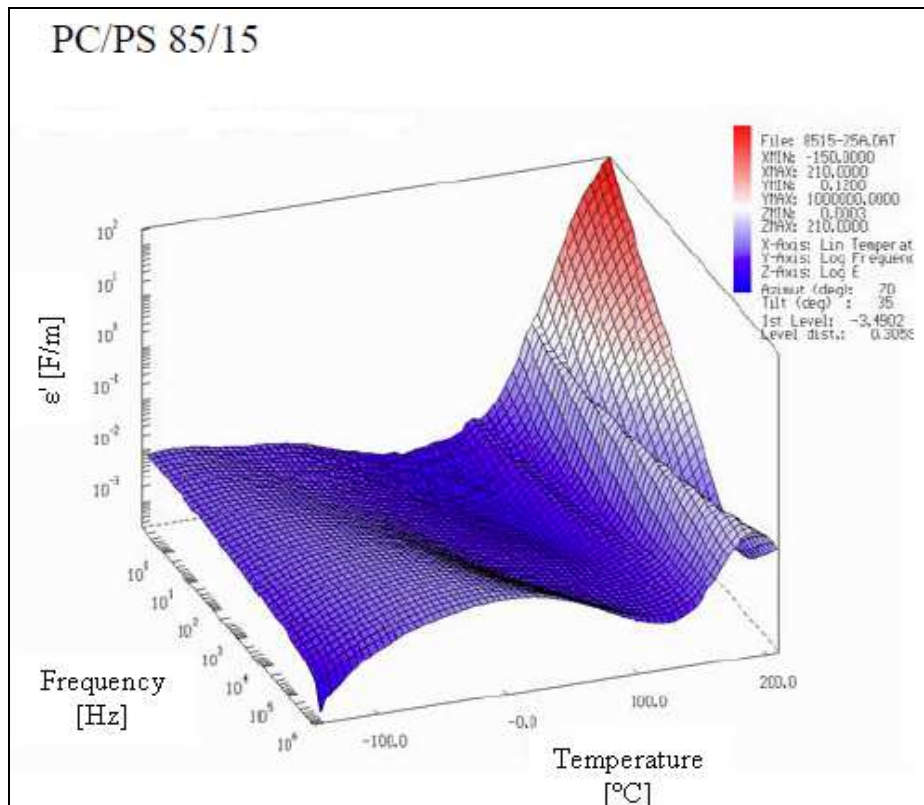 PC/PS 85/15
File: 8515-25A.DAT
XMIN: -150.0000
XMAX: 210.0000
YMIN: 0.1200
YMAX: 1000000.0000
ZMIN: 0.0003
ZMAX: 210.0000
X-Axis: Lin Temperat
Y-Axis: Log Frequenc
Z-Axis: Log E
Azimut (deg): 70
Tilt (deg) : 35
1st Level: -3.4902
Level dist.: 0.3058
10²
10¹
10⁰
10⁻¹
10⁻²
10⁻³
ε' [F/m]
10⁰
10¹
10²
10³
10⁴
10⁵
10⁶
Frequency
[Hz]
-100.0
-0.0
100.0
200.0
Temperature
[ºC]